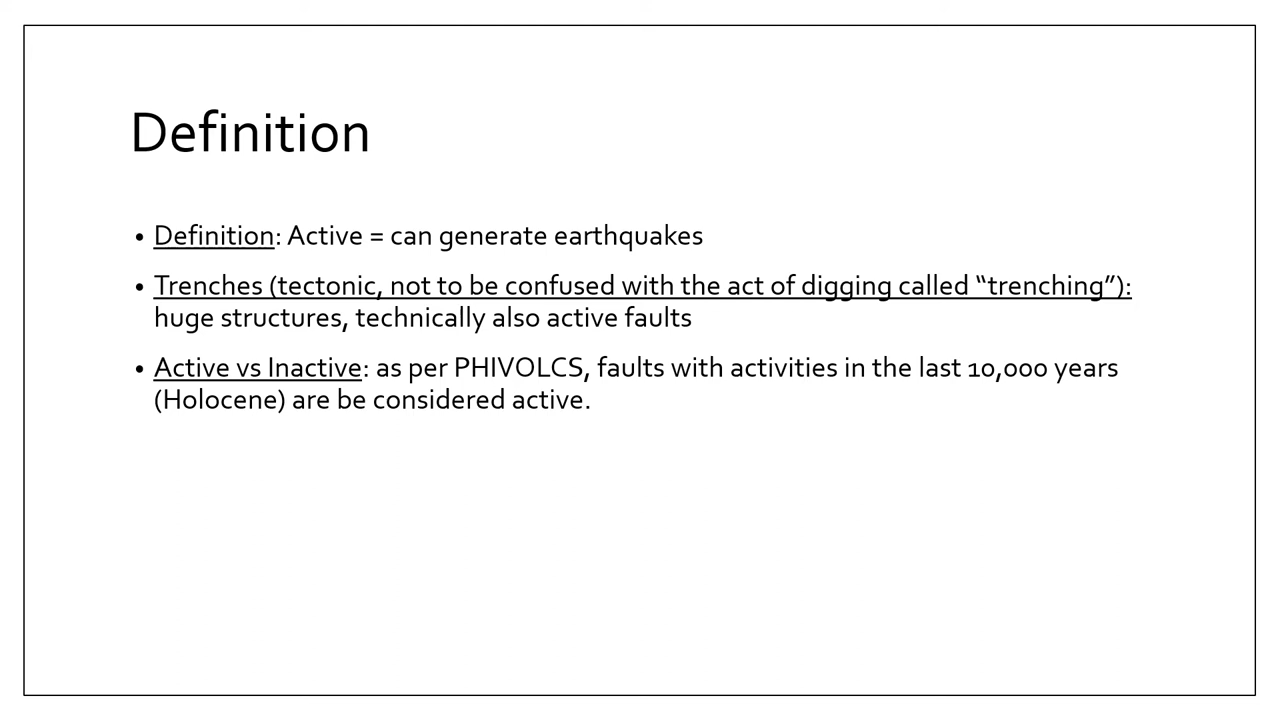 Definition
• Definition: Active = can generate earthquakes
• Trenches (tectonic, not to be confused with the act of digging called “trenching”):
huge structures, technically also active faults
• Active vs Inactive: as per PHIVOLCS, faults with activities in the last 10,000 years
(Holocene) are be considered active.